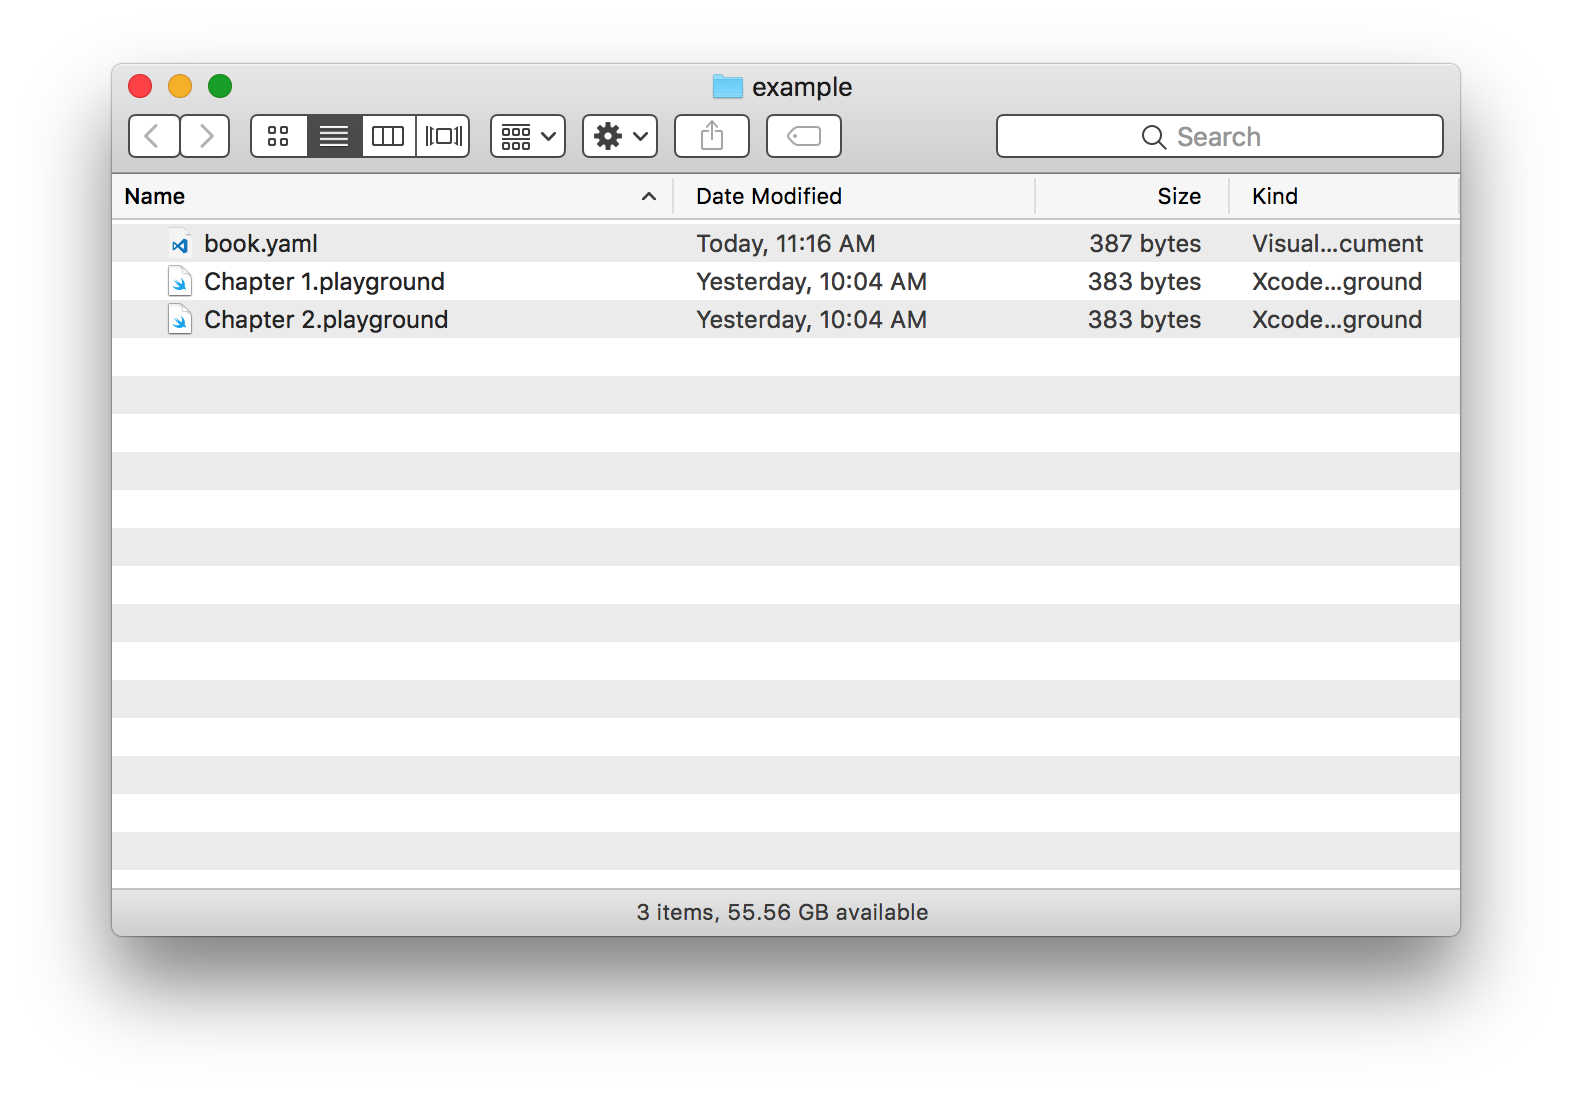 example
Search
Name Date Modified Size Kind
book.yaml Today, 11:16 AM 387 bytes Visual...cument
Chapter 1.playground Yesterday, 10:04 AM 383 bytes Xcode...ground
Chapter 2.playground Yesterday, 10:04 AM 383 bytes Xcode...ground
3 items, 55.56 GB available